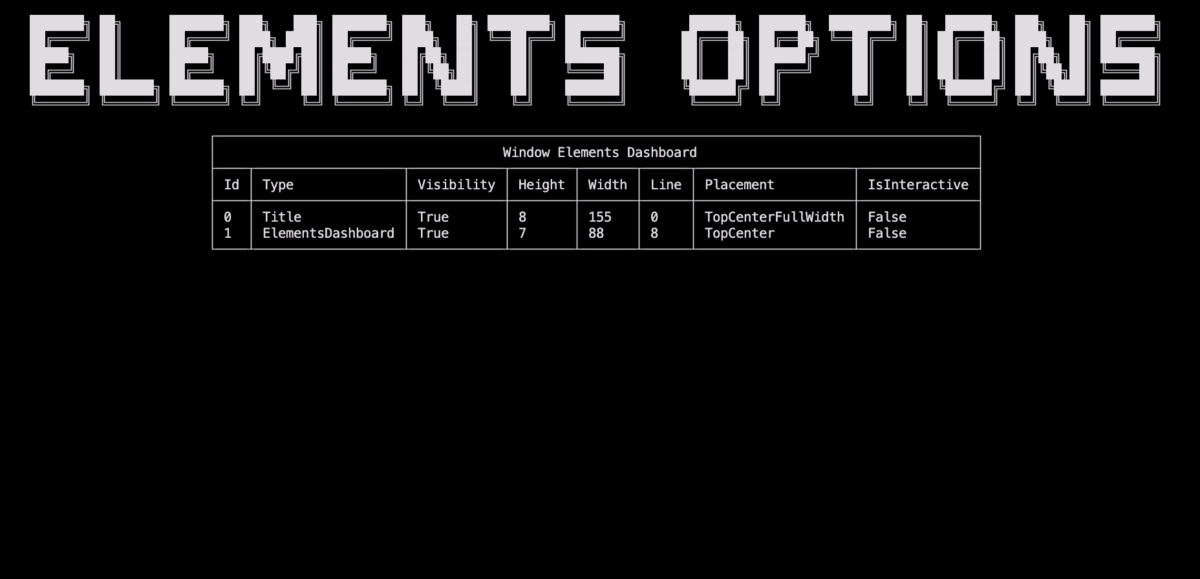 ELEMENTS OPTIONS
Window Elements Dashboard
Id Type Visibility Height Width Line Placement IsInteractive
0 Title True 8 155 0 TopCenterFullWidth False
1 ElementsDashboard True 7 88 8 TopCenter False